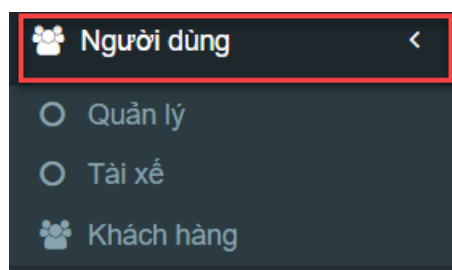 Người dùng
Quản lý
Tài xế
Khách hàng